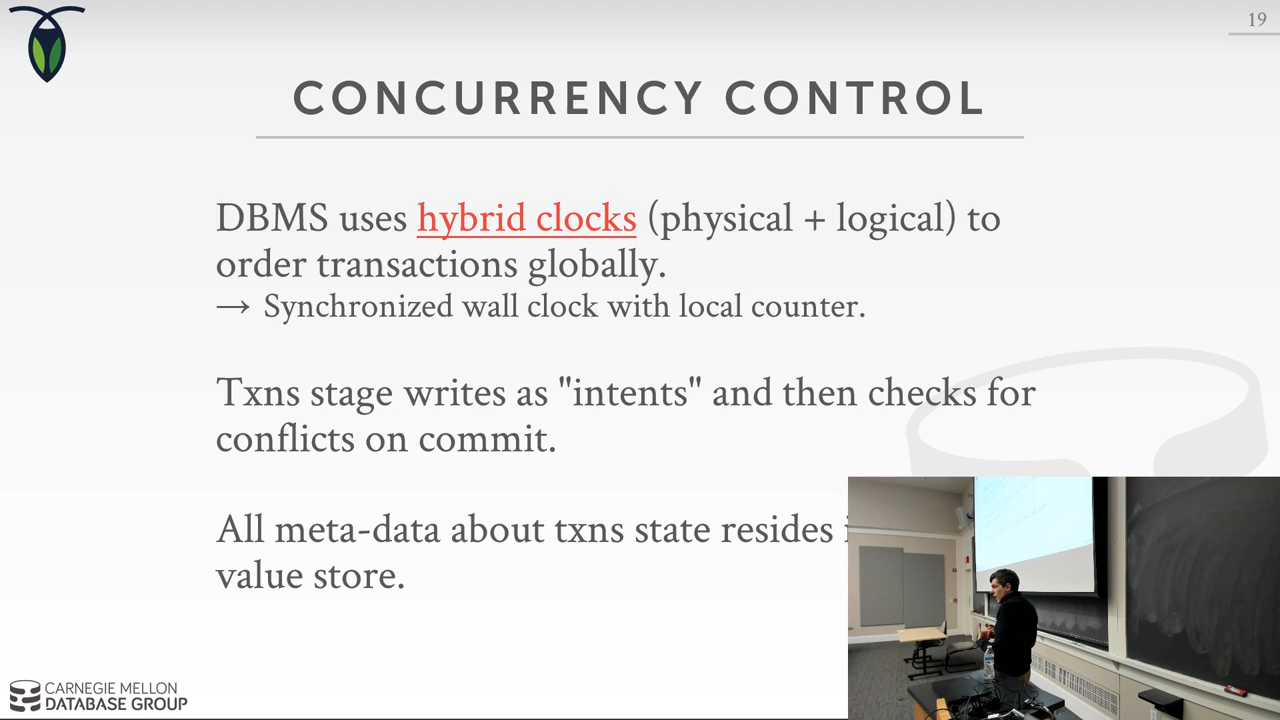 19
CONCURRENCY CONTROL
DBMS uses hybrid clocks (physical + logical) to
order transactions globally.
→ Synchronized wall clock with local counter.
Txns stage writes as "intents" and then checks for
conflicts on commit.
All meta-data about txns state resides
value store.
CARNEGIE MELLON
DATABASE GROUP